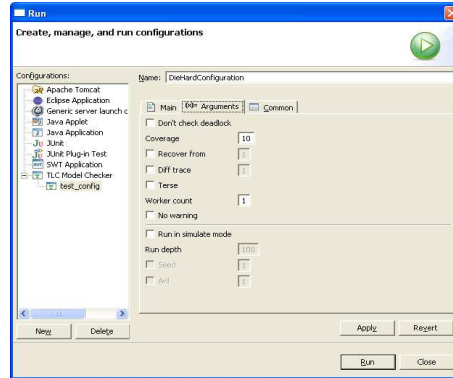 Run
Create, manage, and run configurations
Configurations:
Apache Tomcat
Eclipse Application
Generic server launch c
Java Applet
Java Application
Ju JUnit
JUnit Plug-in Test
SWT Application
TLC Model Checker
test_config
New
Delete
Name: DieHardConfiguration
Main
(x)= Arguments
Common
Don't check deadlock
Coverage 10
Recover from 1
Diff trace 1
Terse
Worker count 1
No warning
Run in simulate mode
Run depth 100
Seed 1
Aril 1
Apply
Revert
Run
Close